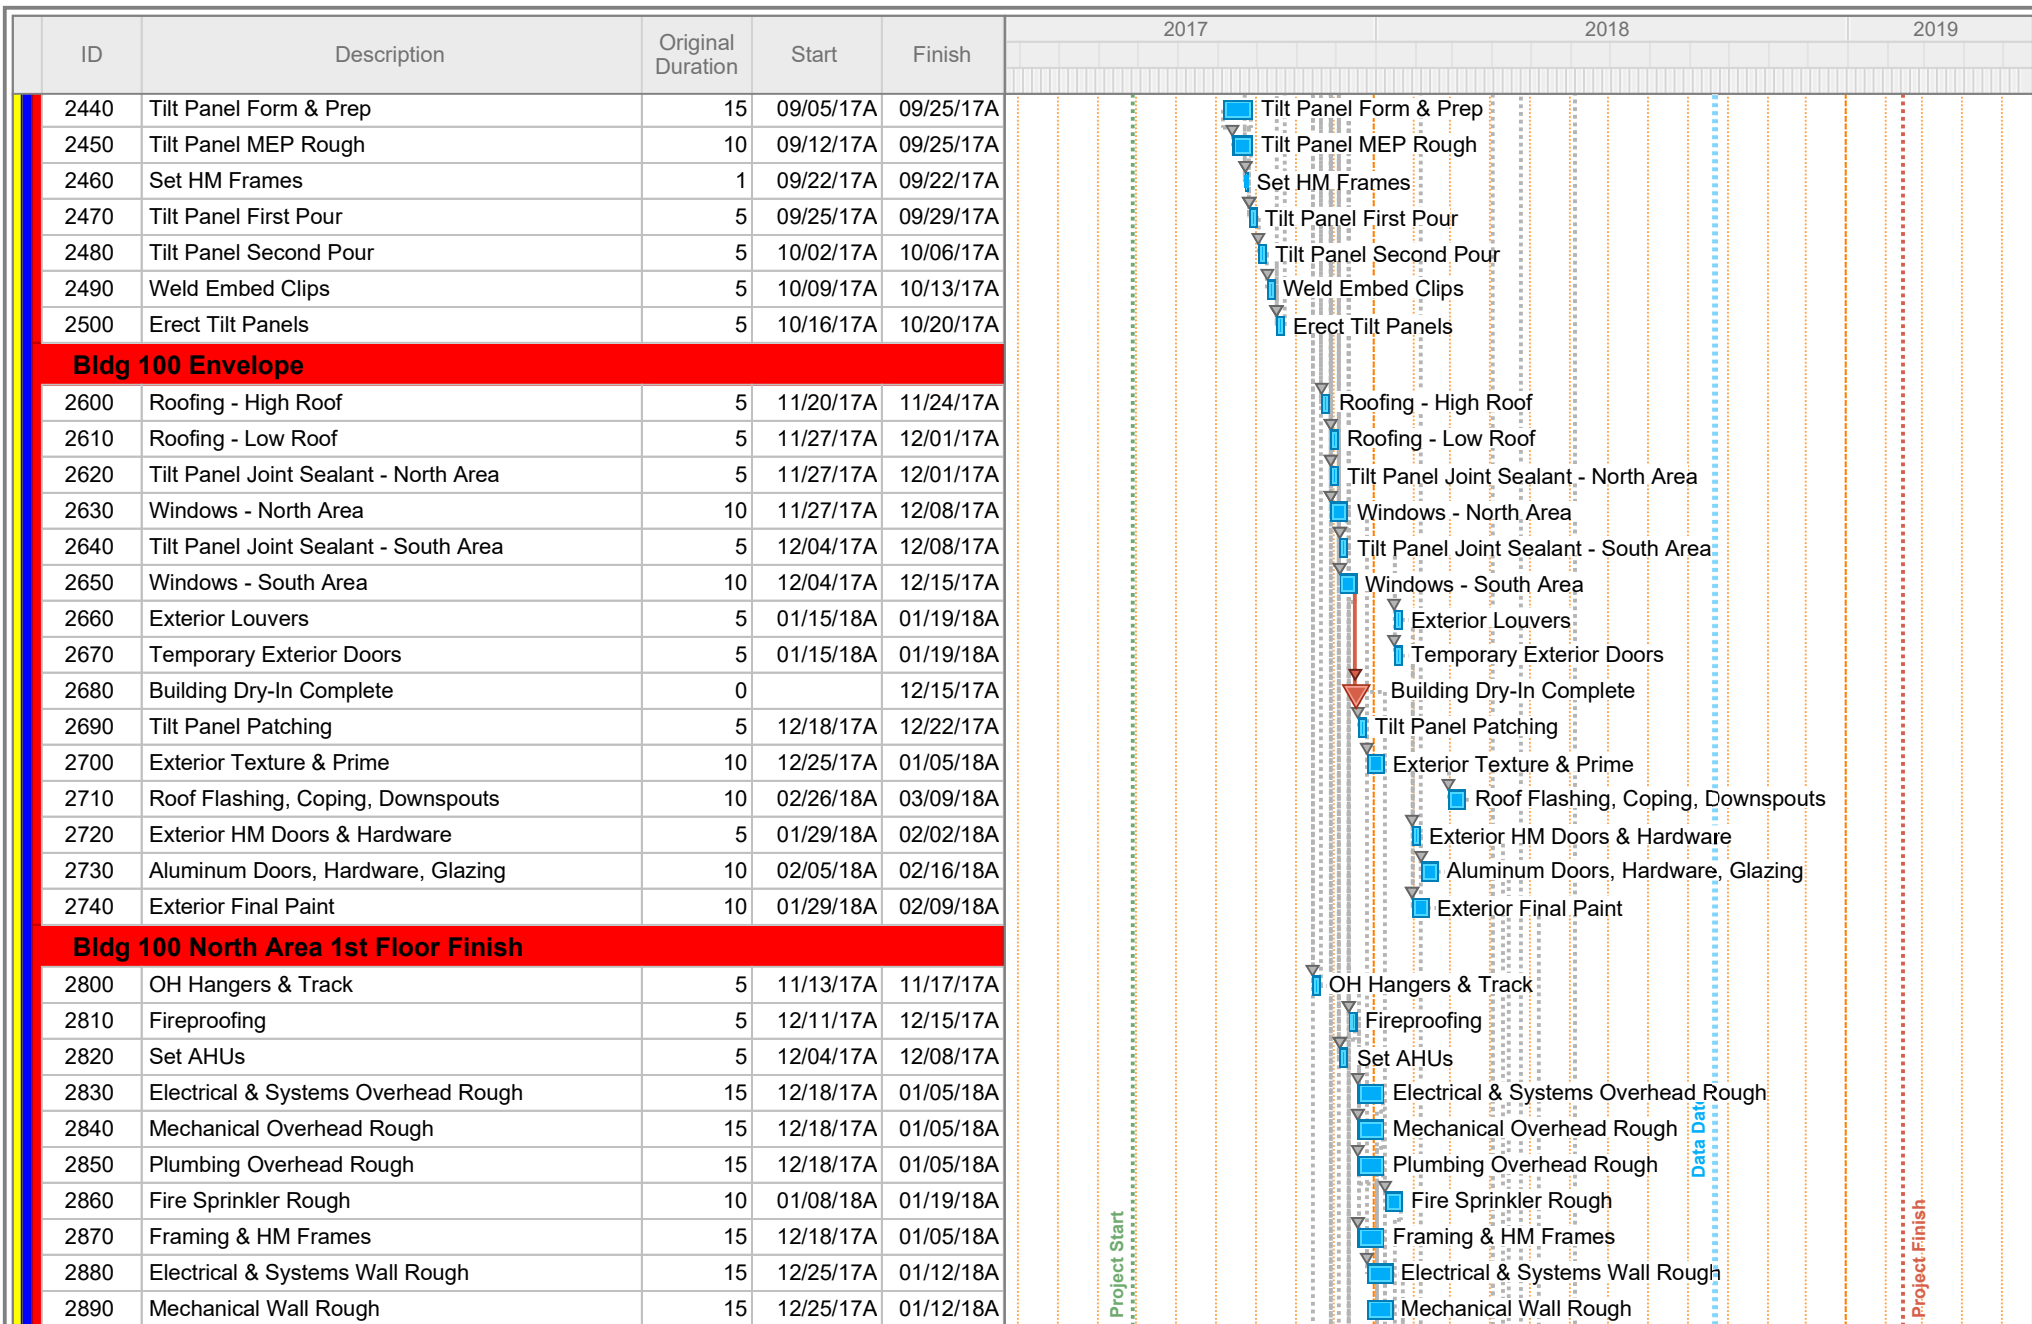 ID Description Original Duration Start Finish 2017 2018 2019
2440 Tilt Panel Form & Prep 15 09/05/17A 09/25/17A Tilt Panel Form & Prep
2450 Tilt Panel MEP Rough 10 09/12/17A 09/25/17A Tilt Panel MEP Rough
2460 Set HM Frames 1 09/22/17A 09/22/17A Set HM Frames
2470 Tilt Panel First Pour 5 09/25/17A 09/29/17A Tilt Panel First Pour
2480 Tilt Panel Second Pour 5 10/02/17A 10/06/17A Tilt Panel Second Pour
2490 Weld Embed Clips 5 10/09/17A 10/13/17A Weld Embed Clips
2500 Erect Tilt Panels 5 10/16/17A 10/20/17A Erect Tilt Panels
Bldg 100 Envelope
2600 Roofing - High Roof 5 11/20/17A 11/24/17A Roofing - High Roof
2610 Roofing - Low Roof 5 11/27/17A 12/01/17A Roofing - Low Roof
2620 Tilt Panel Joint Sealant - North Area 5 11/27/17A 12/01/17A Tilt Panel Joint Sealant - North Area
2630 Windows - North Area 10 11/27/17A 12/08/17A Windows - North Area
2640 Tilt Panel Joint Sealant - South Area 5 12/04/17A 12/08/17A Tilt Panel Joint Sealant - South Area
2650 Windows - South Area 10 12/04/17A 12/15/17A Windows - South Area
2660 Exterior Louvers 5 01/15/18A 01/19/18A Exterior Louvers
2670 Temporary Exterior Doors 5 01/15/18A 01/19/18A Temporary Exterior Doors
2680 Building Dry-In Complete 0 12/15/17A Building Dry-In Complete
2690 Tilt Panel Patching 5 12/18/17A 12/22/17A Tilt Panel Patching
2700 Exterior Texture & Prime 10 12/25/17A 01/05/18A Exterior Texture & Prime
2710 Roof Flashing, Coping, Downspouts 10 02/26/18A 03/09/18A Roof Flashing, Coping, Downspouts
2720 Exterior HM Doors & Hardware 5 01/29/18A 02/02/18A Exterior HM Doors & Hardware
2730 Aluminum Doors, Hardware, Glazing 10 02/05/18A 02/16/18A Aluminum Doors, Hardware, Glazing
2740 Exterior Final Paint 10 01/29/18A 02/09/18A Exterior Final Paint
Bldg 100 North Area 1st Floor Finish
2800 OH Hangers & Track 5 11/13/17A 11/17/17A OH Hangers & Track
2810 Fireproofing 5 12/11/17A 12/15/17A Fireproofing
2820 Set AHUs 5 12/04/17A 12/08/17A Set AHUs
2830 Electrical & Systems Overhead Rough 15 12/18/17A 01/05/18A Electrical & Systems Overhead Rough
2840 Mechanical Overhead Rough 15 12/18/17A 01/05/18A Mechanical Overhead Rough
2850 Plumbing Overhead Rough 15 12/18/17A 01/05/18A Plumbing Overhead Rough
2860 Fire Sprinkler Rough 10 01/08/18A 01/19/18A Fire Sprinkler Rough
2870 Framing & HM Frames 15 12/18/17A 01/05/18A Framing & HM Frames
2880 Electrical & Systems Wall Rough 15 12/25/17A 01/12/18A Electrical & Systems Wall Rough
2890 Mechanical Wall Rough 15 12/25/17A 01/12/18A Mechanical Wall Rough
Project Start
Data Date
Project Finish